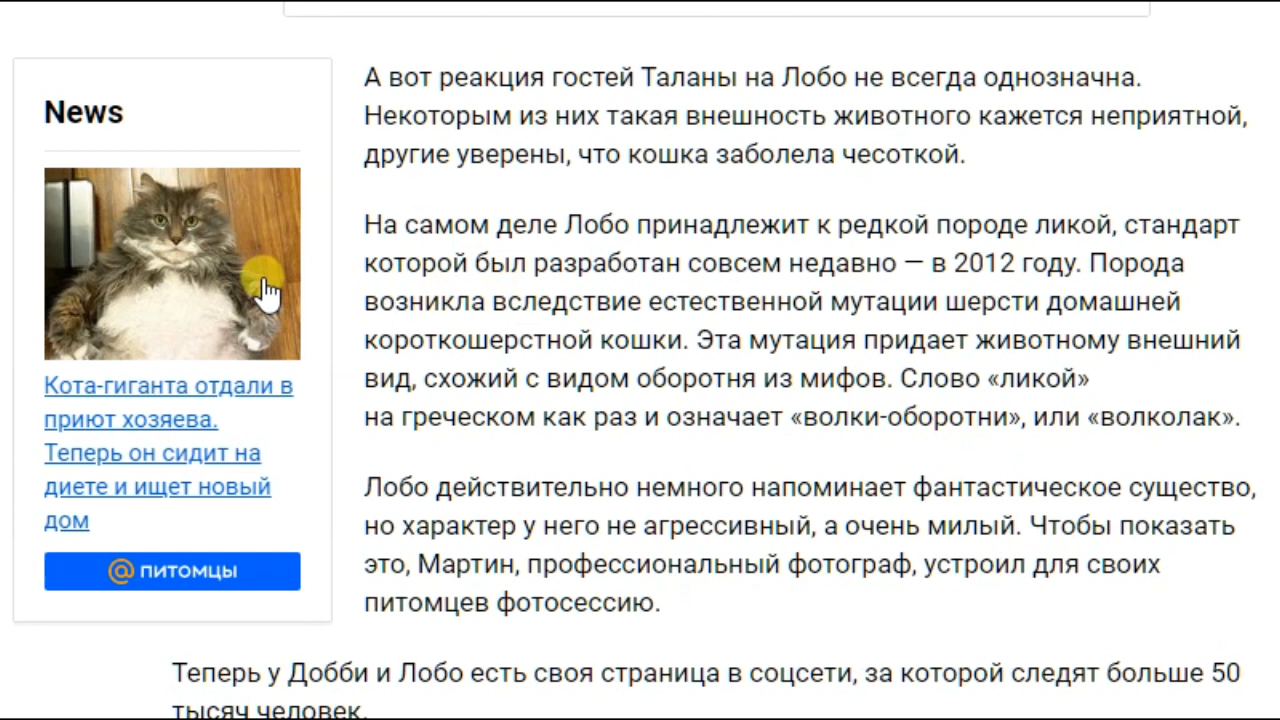 News
Кота-гиганта отдали в
приют хозяева.
Теперь он сидит на
диете и ищет новый
дом
@ ПИТОМЦЫ
А вот реакция гостей Таланы на Лобо не всегда однозначна.
Некоторым из них такая внешность животного кажется неприятной,
другие уверены, что кошка заболела чесоткой.
На самом деле Лобо принадлежит к редкой породе ликой, стандарт
которой был разработан совсем недавно — в 2012 году. Порода
возникла вследствие естественной мутации шерсти домашней
короткошерстной кошки. Эта мутация придает животному внешний
вид, схожий с видом оборотня из мифов. Слово «ликой»
на греческом как раз и означает «волки-оборотни», или «волколак».
Лобо действительно немного напоминает фантастическое существо,
но характер у него не агрессивный, а очень милый. Чтобы показать
это, Мартин, профессиональный фотограф, устроил для своих
питомцев фотосессию.
Теперь у Добби и Лобо есть своя страница в соцсети, за которой следят больше 50
тысяч человек.